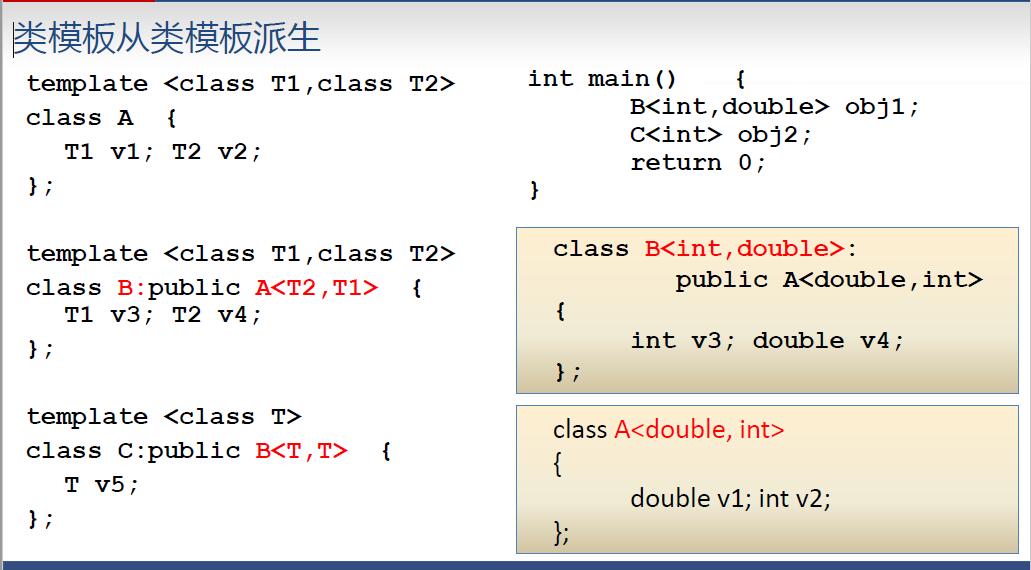 类模板从类模板派生
template <class T1,class T2>
class A {
T1 v1; T2 v2;
};
template <class T1,class T2>
class B:public A<T2,T1> {
T1 v3; T2 v4;
};
template <class T>
class C:public B<T,T> {
T v5;
};
int main() {
B<int,double> obj1;
C<int> obj2;
return 0;
}
class B<int,double>:
public A<double,int>
{
int v3; double v4;
};
class A<double, int>
{
double v1; int v2;
};